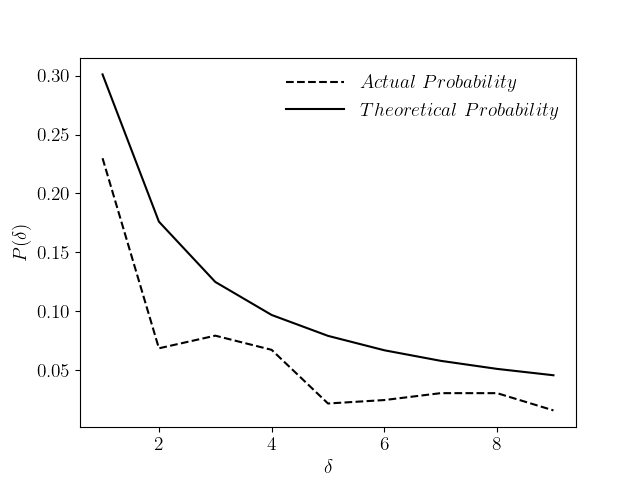 Actual Probability
Theoretical Probability
0.30
0.25
0.20
0.15
0.10
0.05
P(δ)
2 4 6 8
δ